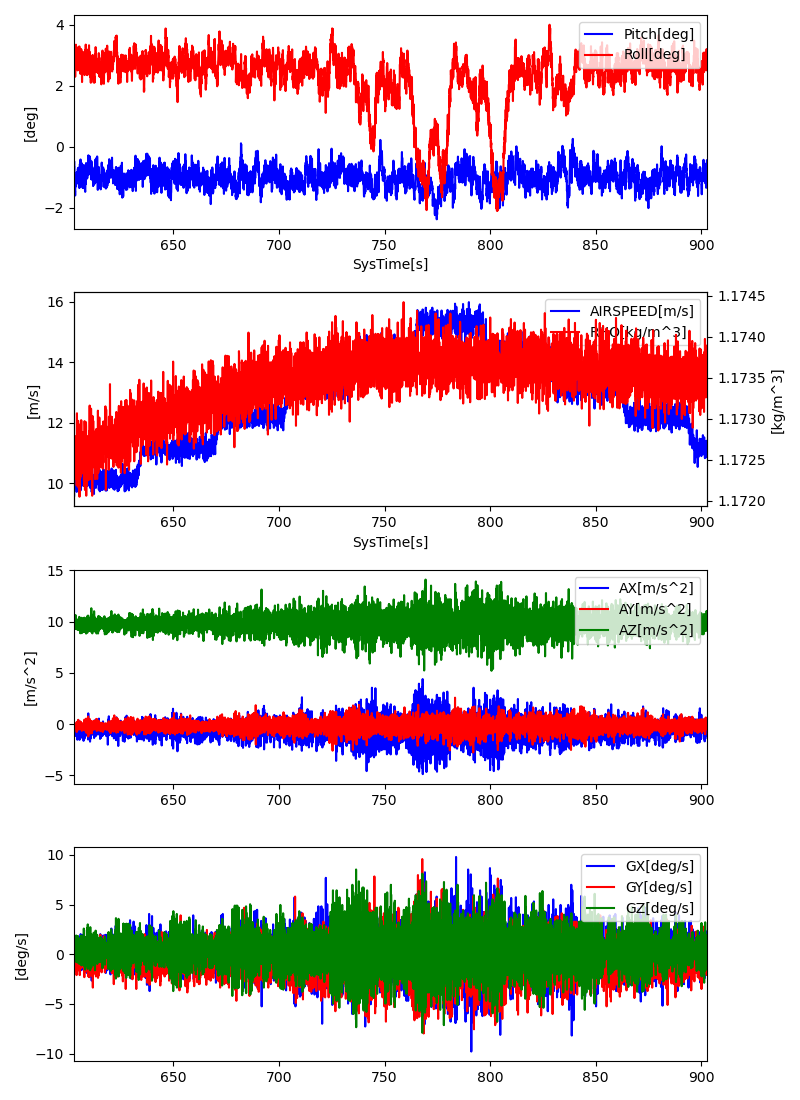 4
2
0
−2
[deg]
Pitch[deg]
Roll[deg]
650 700 750 800 850 900
SysTime[s]
16
14
12
10
[m/s]
AIRSPEED[m/s]
RHO[kg/m^3]
1.1745
1.1740
1.1735
1.1730
1.1725
1.1720
[kg/m^3]
650 700 750 800 850 900
SysTime[s]
15
10
5
0
−5
[m/s^2]
AX[m/s^2]
AY[m/s^2]
AZ[m/s^2]
650 700 750 800 850 900
10
5
0
−5
−10
[deg/s]
GX[deg/s]
GY[deg/s]
GZ[deg/s]
650 700 750 800 850 900